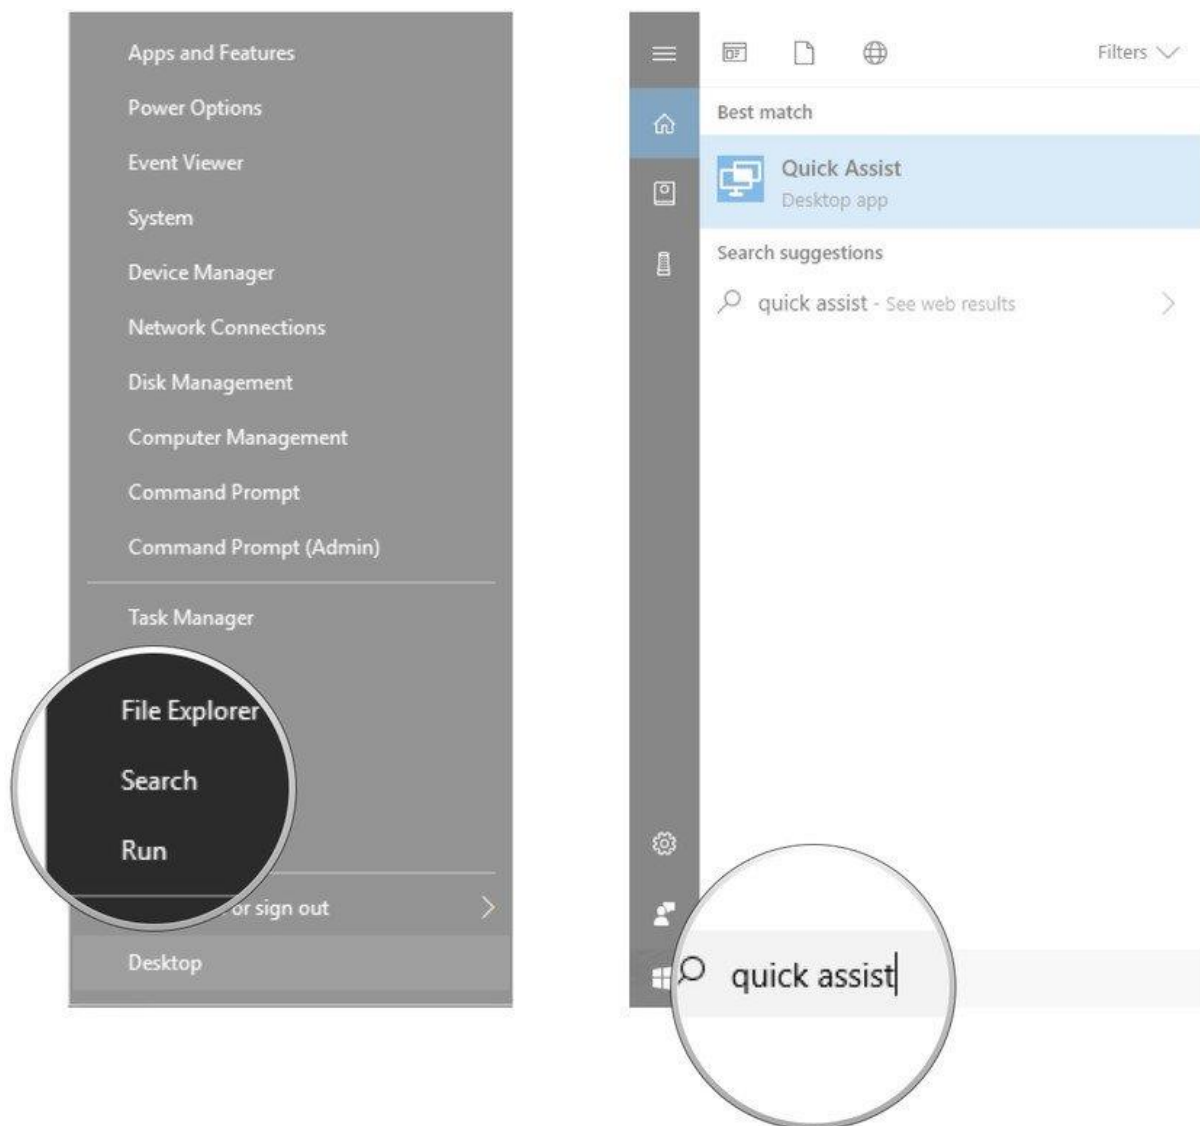 Apps and Features
Power Options
Event Viewer
System
Device Manager
Network Connections
Disk Management
Computer Management
Command Prompt
Command Prompt (Admin)
Task Manager
File Explorer
Search
Run
or sign out
Desktop
Filters
Best match
Quick Assist
Desktop app
Search suggestions
quick assist - See web results
quick assist